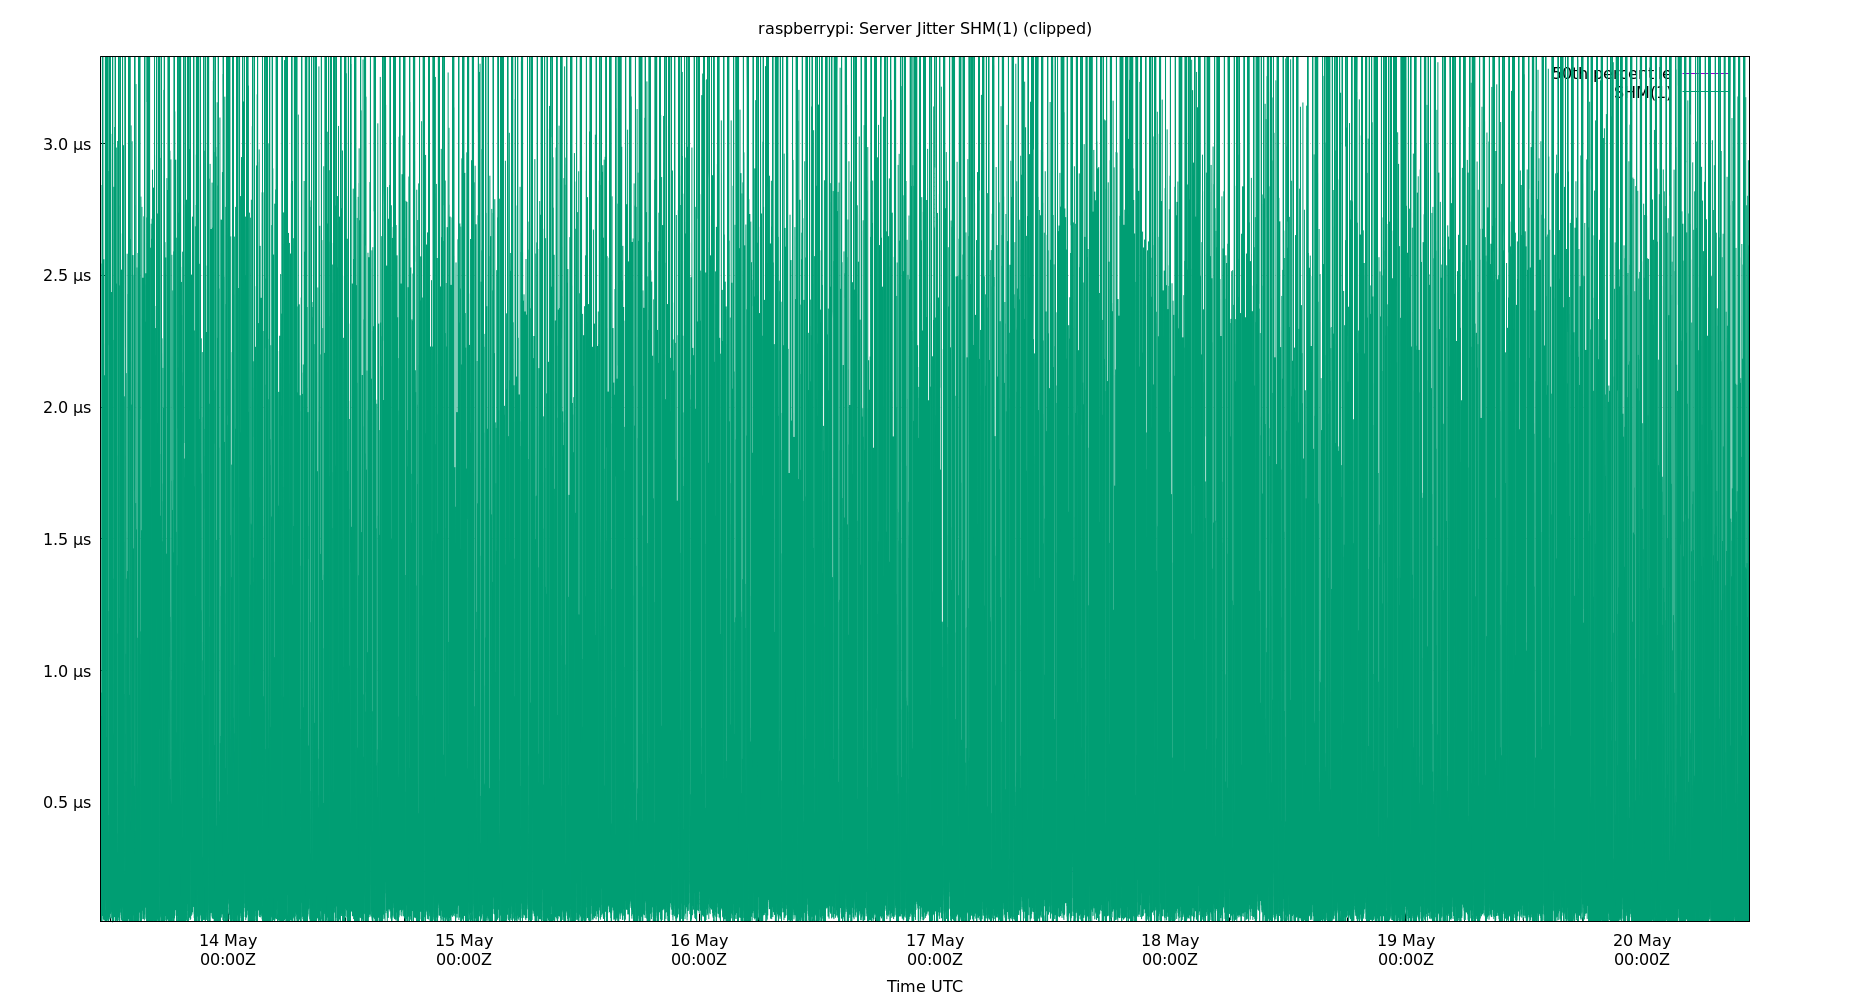 raspberrypi: Server Jitter SHM(1) (clipped)
50th percentile
SHM(1)
3.0 µs
2.5 µs
2.0 µs
1.5 µs
1.0 µs
0.5 µs
14 May 15 May 16 May 17 May 18 May 19 May 20 May
00:00Z 00:00Z 00:00Z 00:00Z 00:00Z 00:00Z 00:00Z
Time UTC